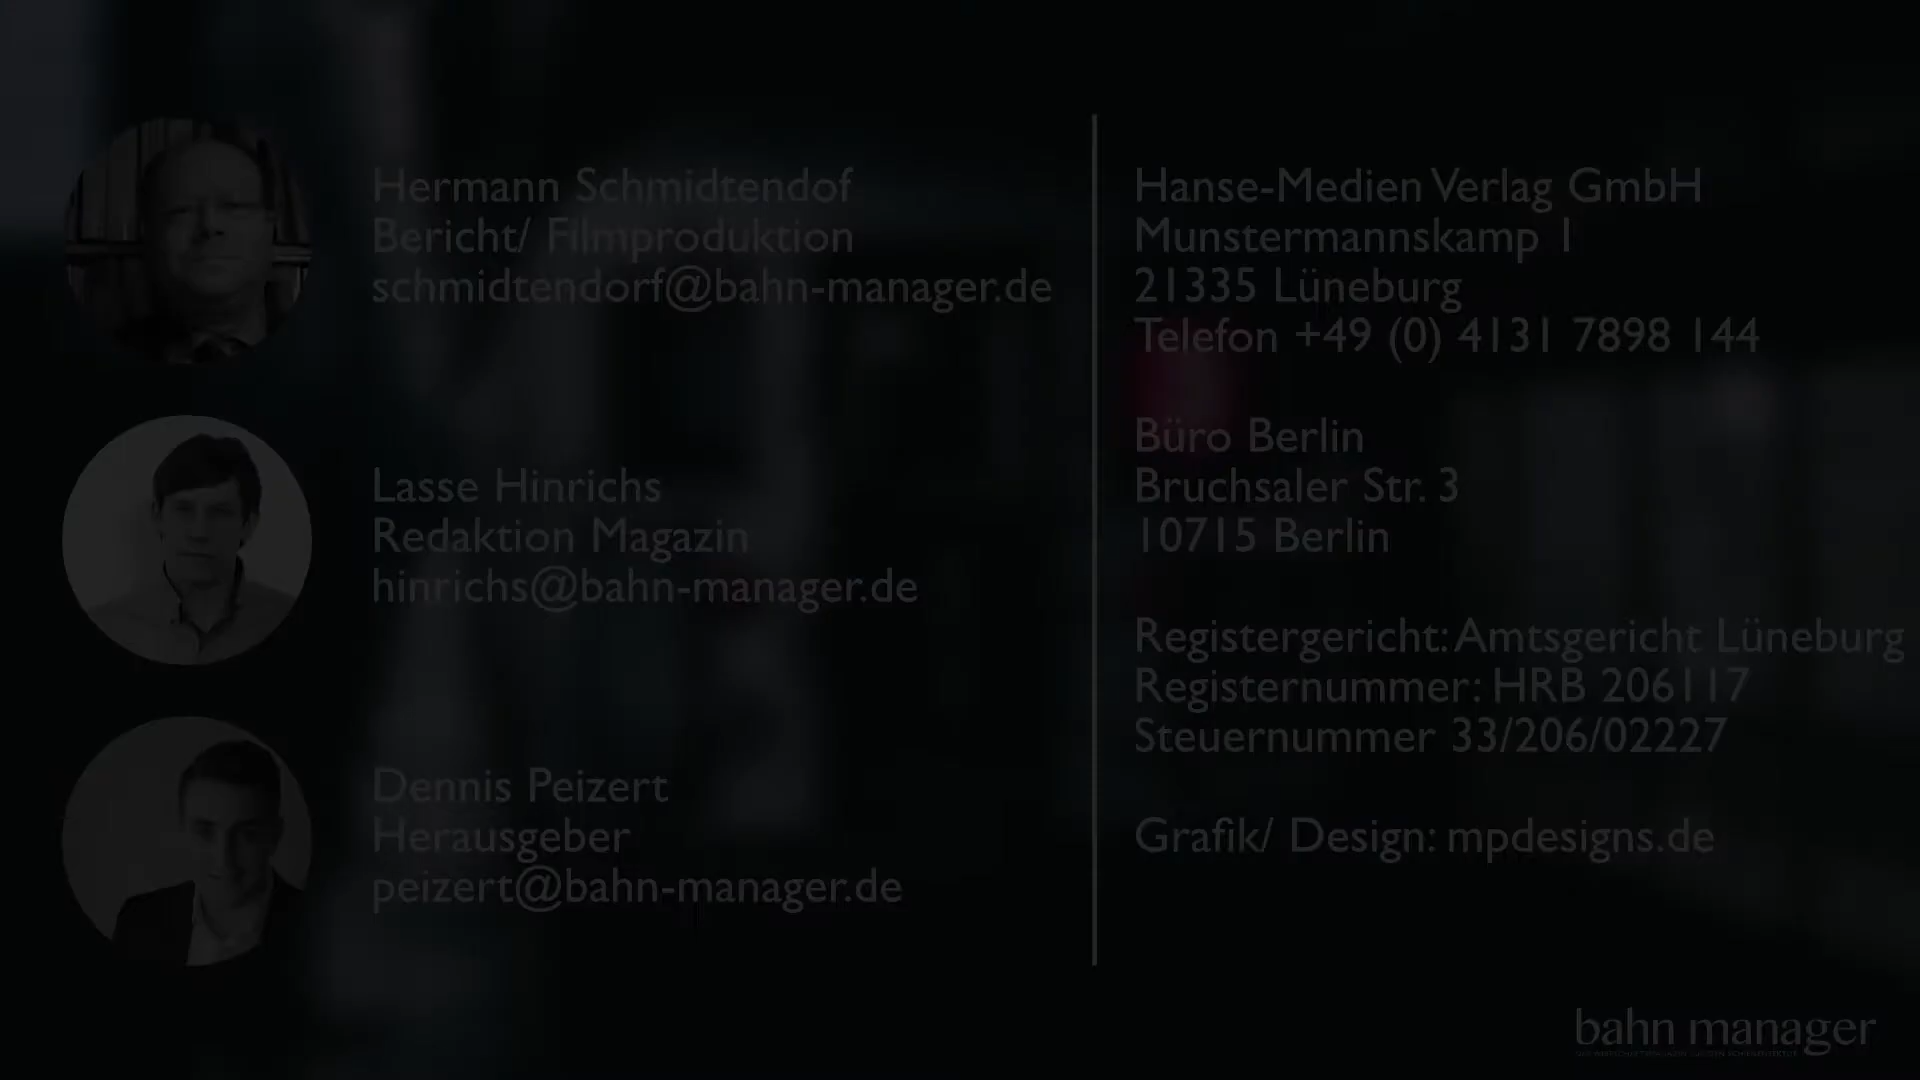 Hermann Schmidtendof
Bericht/ Filmproduktion
schmidtendorf@bahn-manager.de
Lasse Hinrichs
Redaktion Magazin
hinrichs@bahn-manager.de
Dennis Peizert
Herausgeber
peizert@bahn-manager.de
Hanse-Medien Verlag GmbH
Munstermannskamp 1
21335 Lüneburg
Telefon +49 (0) 4131 7898 144
Büro Berlin
Bruchsaler Str. 3
10715 Berlin
Registergericht: Amtsgericht Lüneburg
Registernummer: HRB 206117
Steuernummer 33/206/02227
Grafik/ Design: mpdesigns.de
bahn manager